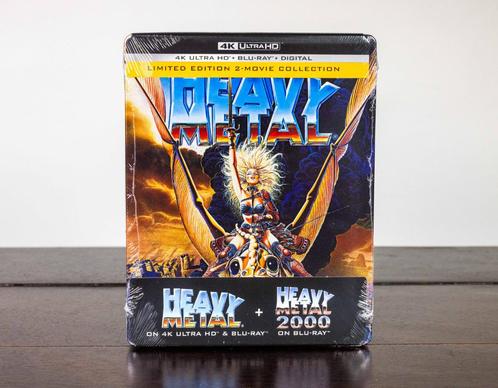 4K ULTRA HD
4K ULTRA HD + BLU-RAY + DIGITAL
LIMITED EDITION 2-MOVIE COLLECTION
HEAVY
METAL
HEAVY
METAL
ON 4K ULTRA HD & BLU-RAY
+
HEAVY
METAL
2000
ON BLU-RAY